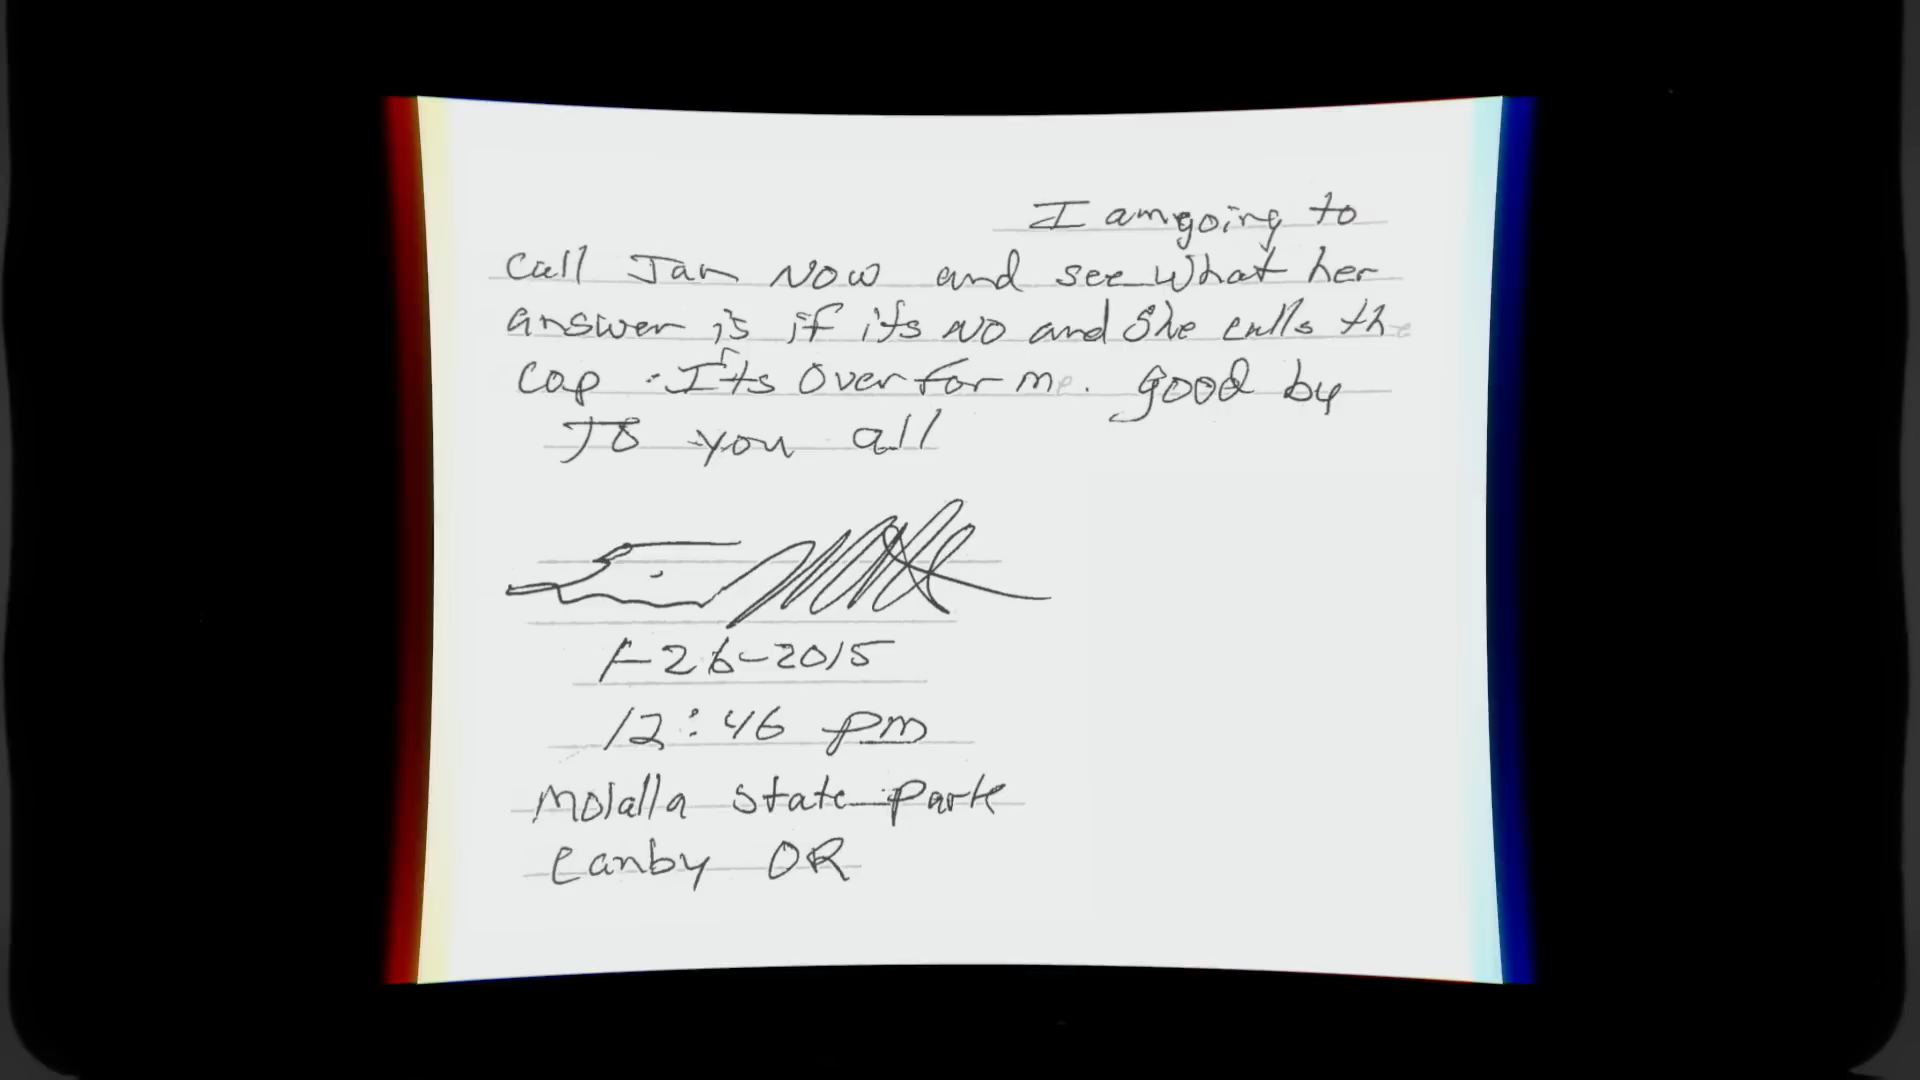 I am going to
call Jan NOW and see what her
answer is if its NO and She calls the
cop . It's Over for me. good by
TO you all
1-26-2015
12:46 pm
Molalla state Park
Canby OR